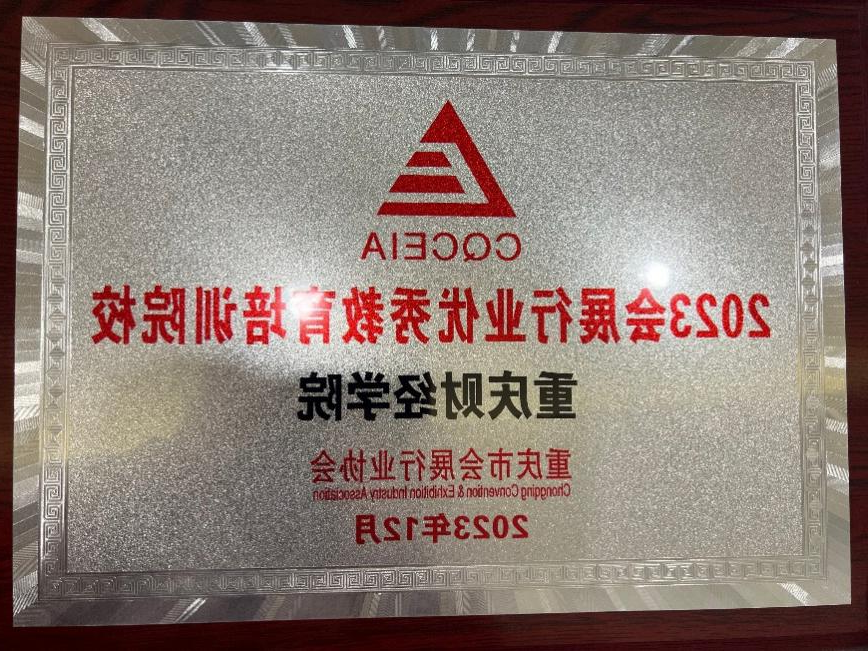 CQCEIA
2023会展行业优秀教育培训院校
重庆财经学院
重庆市会展行业协会
Chongqing Convention & Exhibition Industry Association
2023年12月